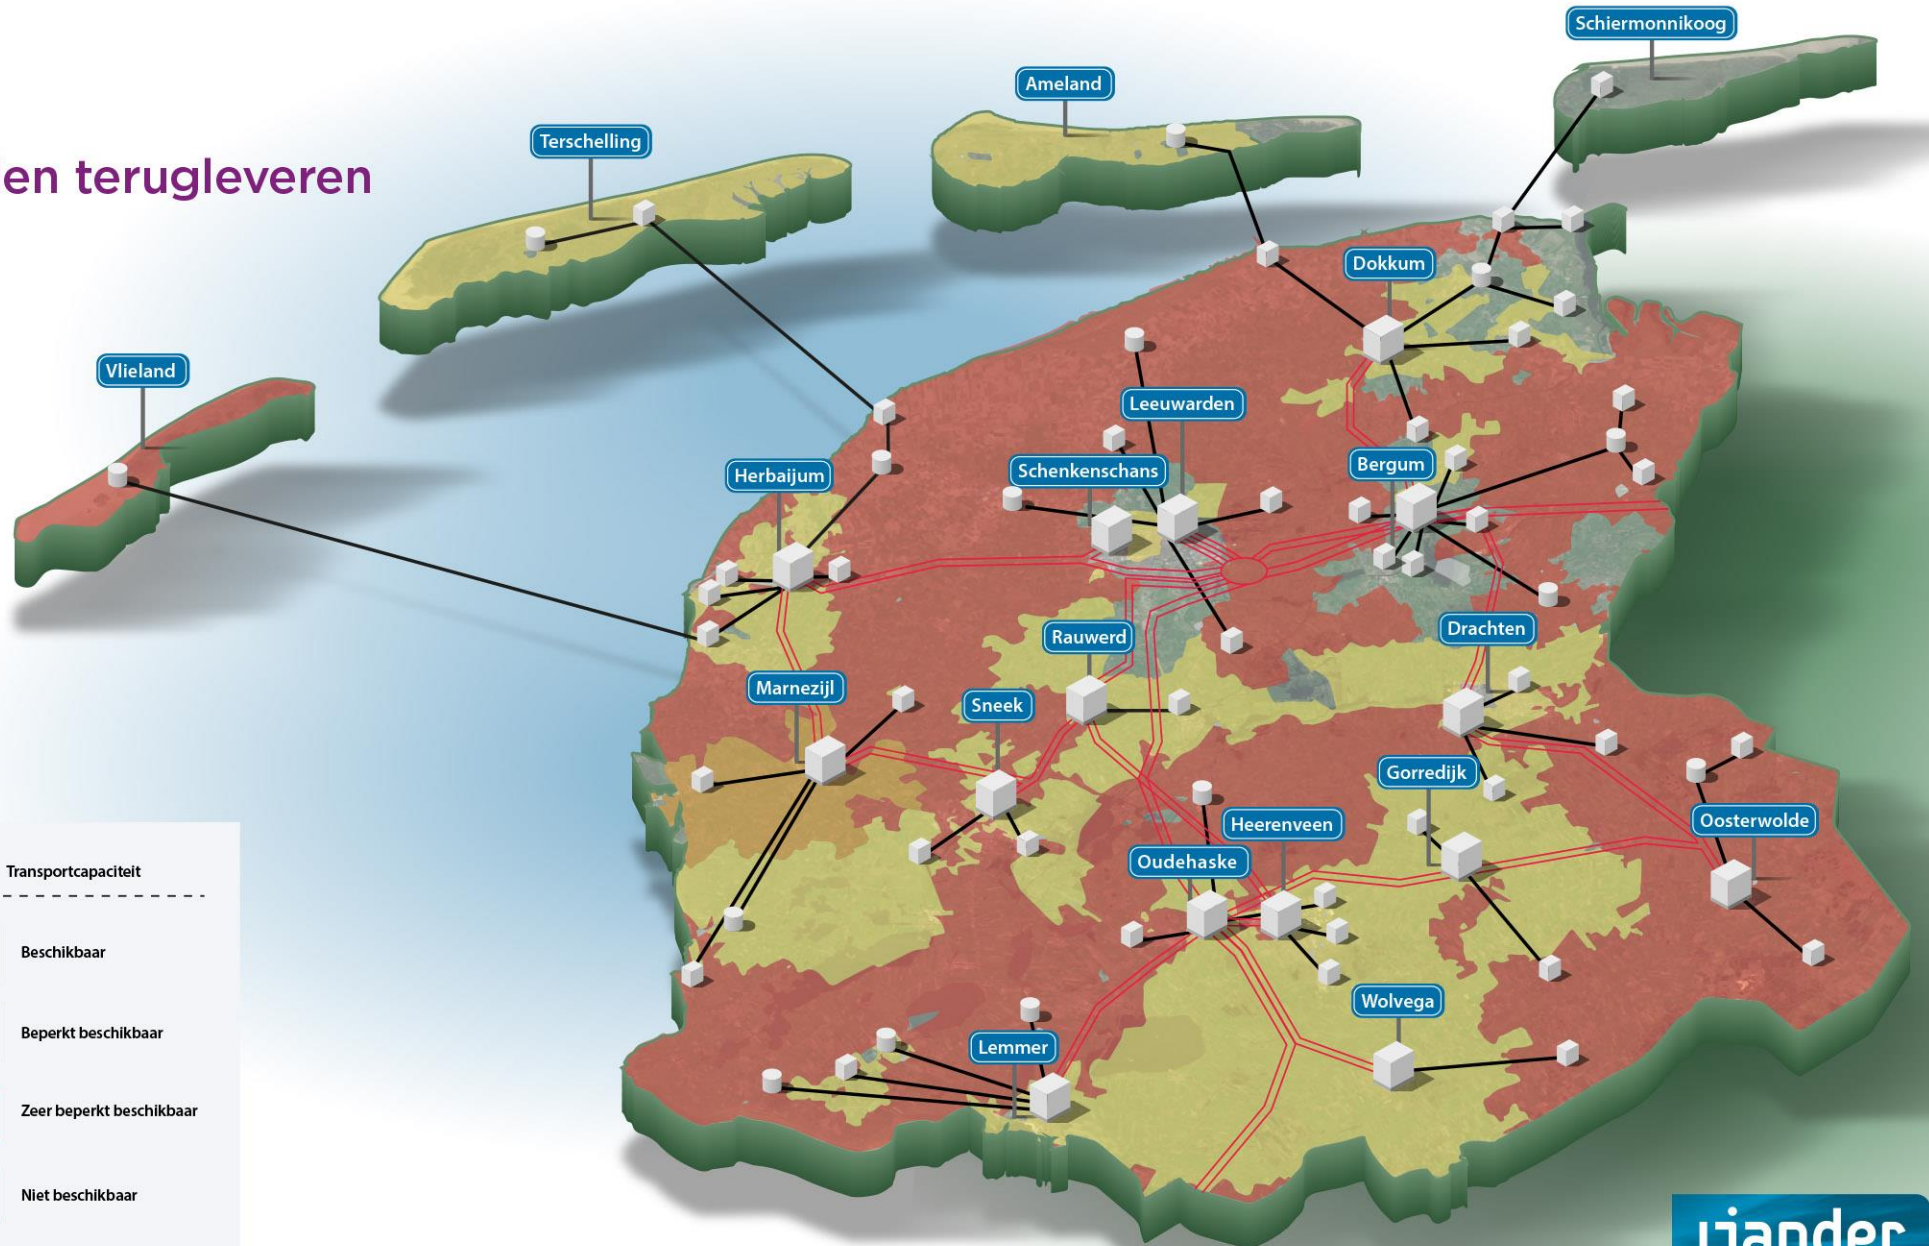 en terugleveren
Schiermonnikoog
Ameland
Terschelling
Dokkum
Vlieland
Leeuwarden
Bergum
Schenkenschans
Herbaijum
Drachten
Rauwerd
Marnezijl
Sneek
Gorredijk
Oosterwolde
Heerenveen
Oudehaske
Wolvega
Lemmer
Transportcapaciteit
Beschikbaar
Beperkt beschikbaar
Zeer beperkt beschikbaar
Niet beschikbaar